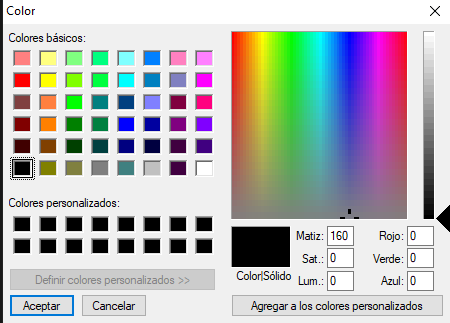 Color
Colores básicos:
Colores personalizados:
Definir colores personalizados >>
Aceptar
Cancelar
Color|Sólido
Matiz: 160
Sat.: 0
Lum.: 0
Rojo: 0
Verde: 0
Azul: 0
Agregar a los colores personalizados